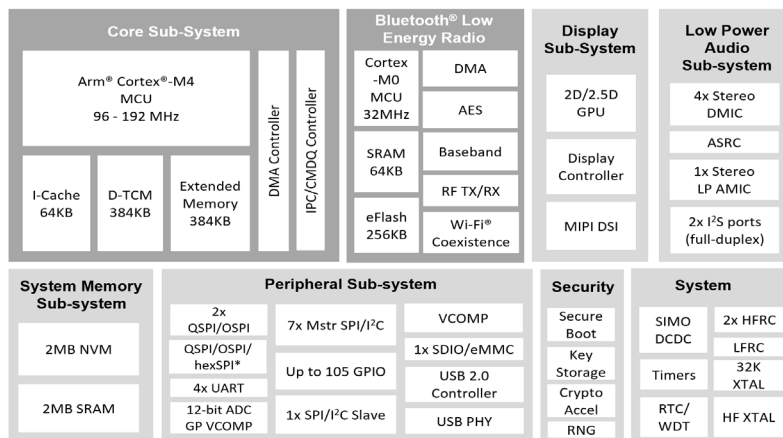 Core Sub-System
Arm® Cortex®-M4
MCU
96 - 192 MHz
I-Cache
64KB
D-TCM
384KB
Extended
Memory
384KB
DMA Controller
IPC/CMDQ Controller
Bluetooth® Low
Energy Radio
Cortex
-M0
MCU
32MHz
SRAM
64KB
eFlash
256KB
DMA
AES
Baseband
RF TX/RX
Wi-Fi®
Coexistence
Display
Sub-System
2D/2.5D
GPU
Display
Controller
MIPI DSI
Low Power
Audio
Sub-system
4x Stereo
DMIC
ASRC
1x Stereo
LP AMIC
2x I²S ports
(full-duplex)
System Memory
Sub-system
2MB NVM
2MB SRAM
Peripheral Sub-system
2x
QSPI/OSPI
QSPI/OSPI/
hexSPI*
4x UART
12-bit ADC
GP VCOMP
7x Mstr SPI/I²C
Up to 105 GPIO
1x SPI/I²C Slave
VCOMP
1x SDIO/eMMC
USB 2.0
Controller
USB PHY
Security
Secure
Boot
Key
Storage
Crypto
Accel
RNG
System
SIMO
DCDC
Timers
RTC/
WDT
2x HFRC
LFRC
32K
XTAL
HF XTAL